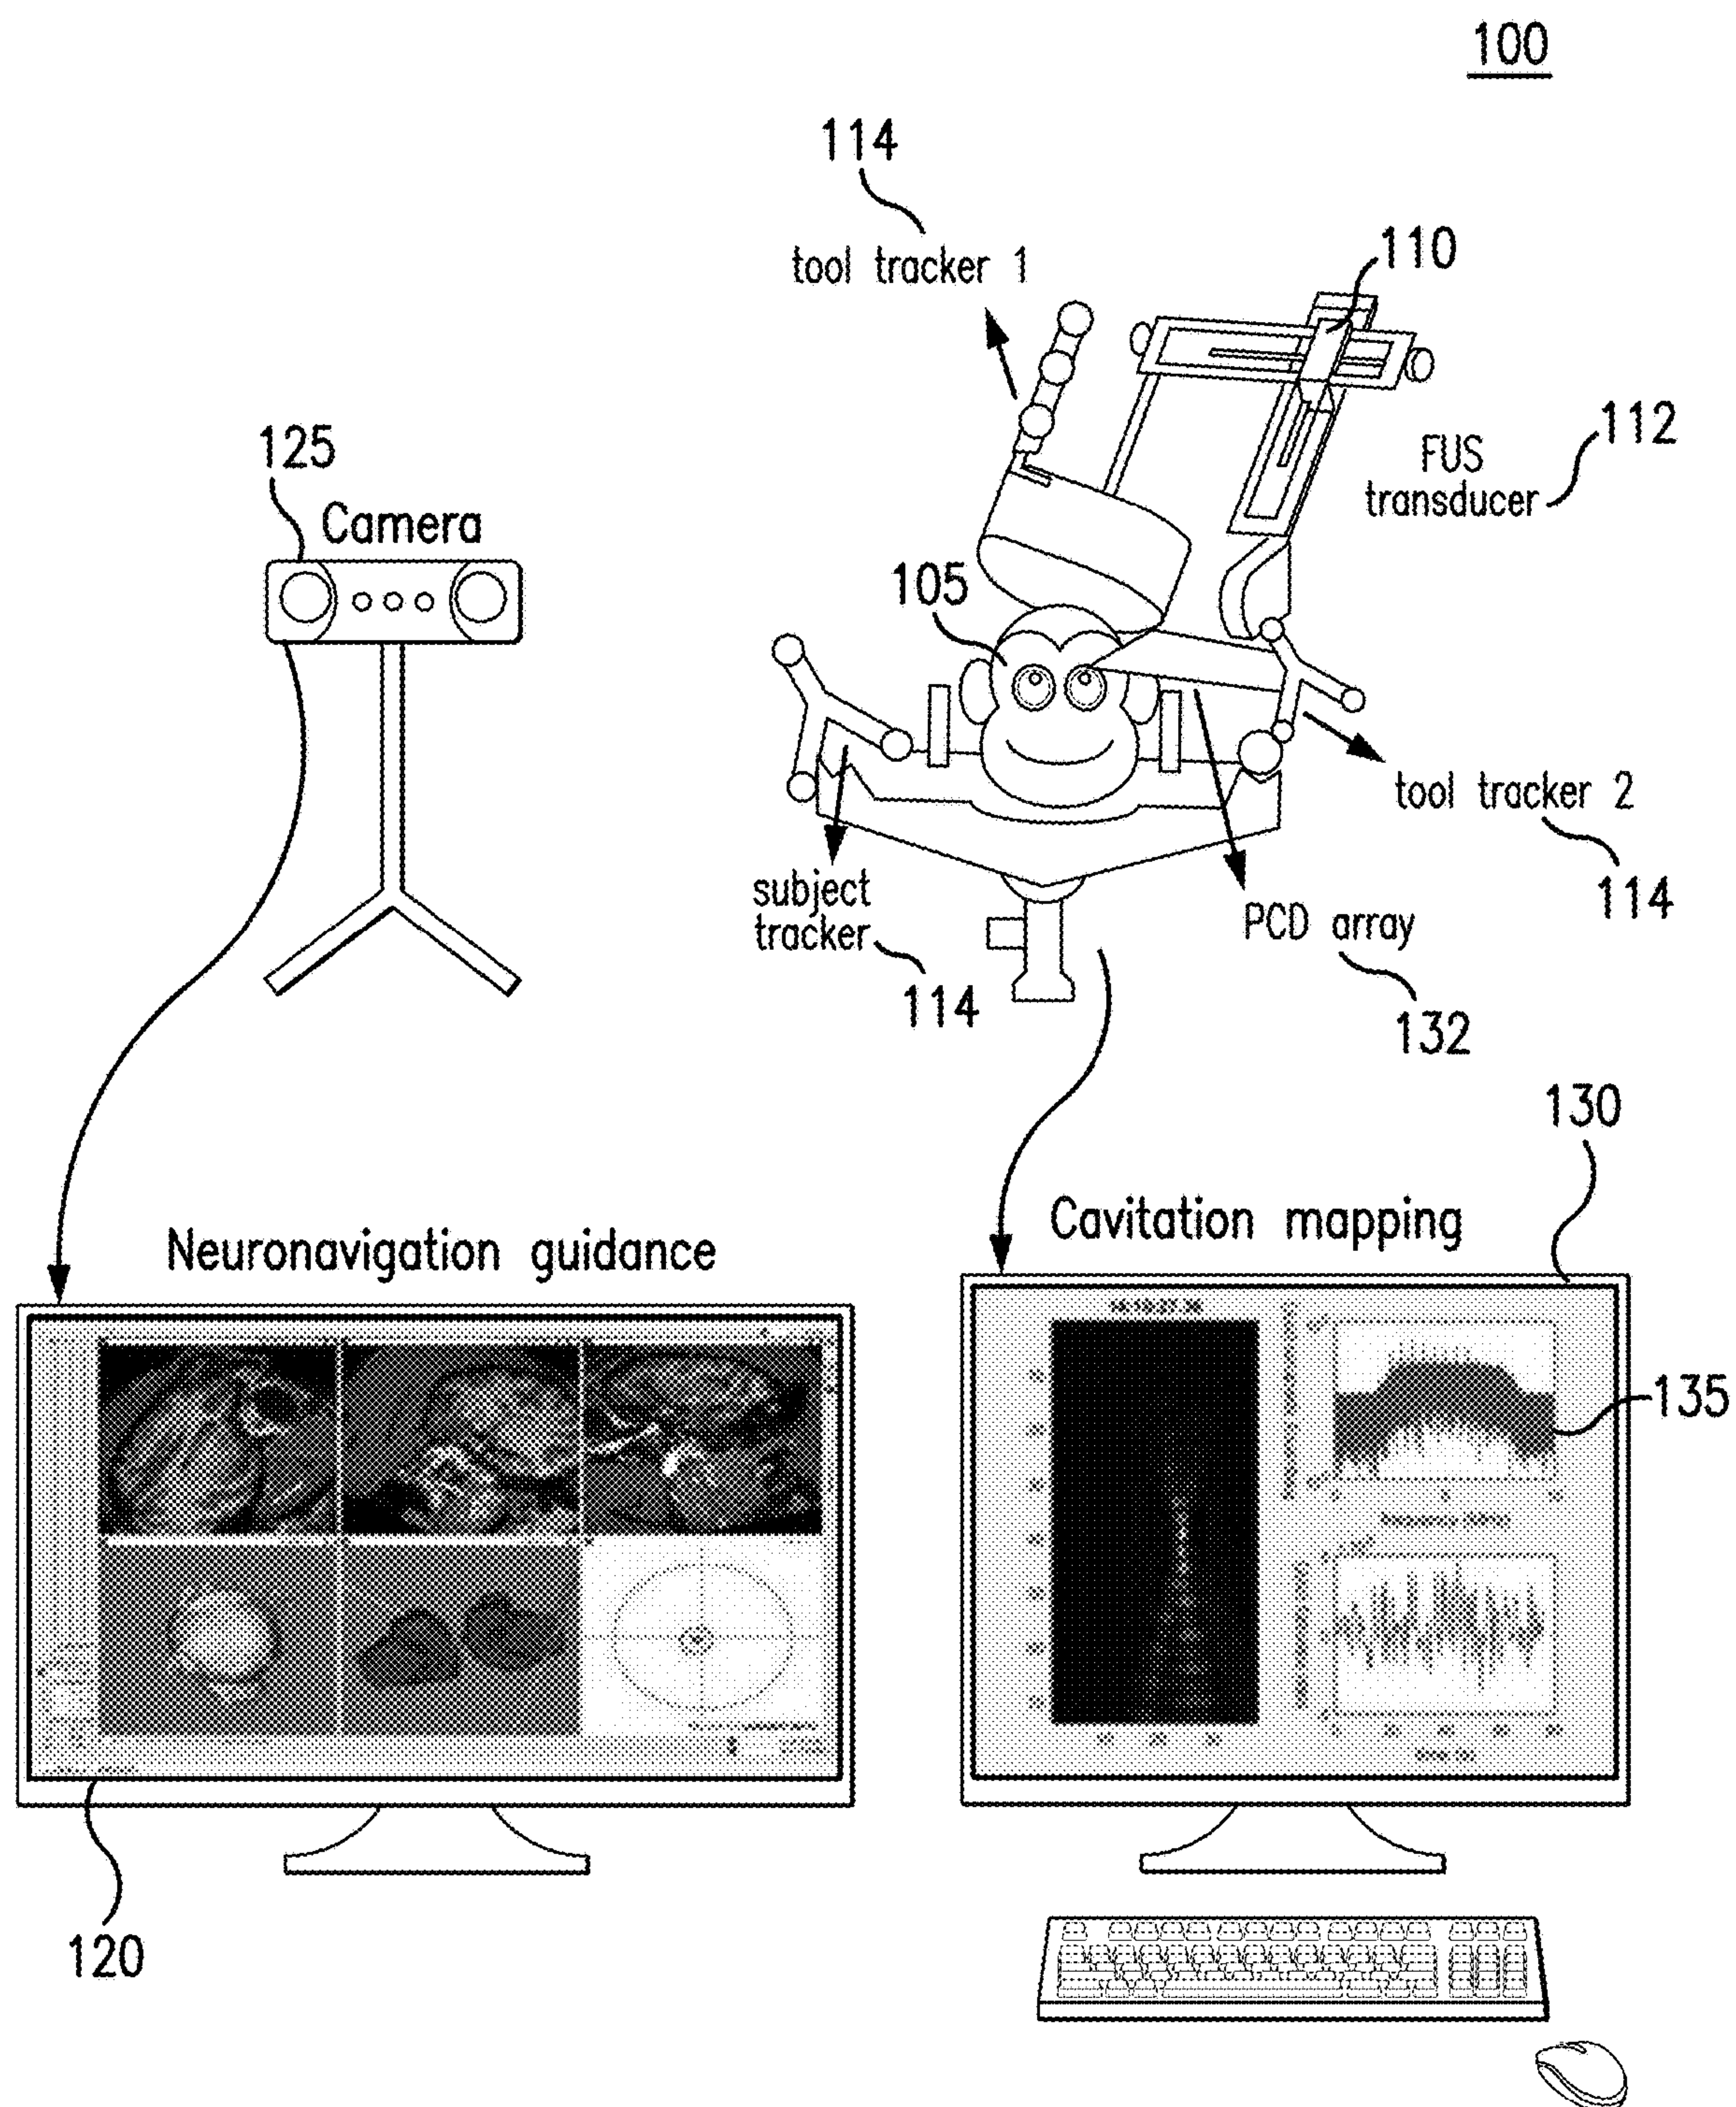 100
114
tool tracker 1
110
FUS
transducer
112
125
Camera
105
tool tracker 2
114
subject
tracker
114
PCD array
132
130
Cavitation mapping
Neuronavigation guidance
135
120